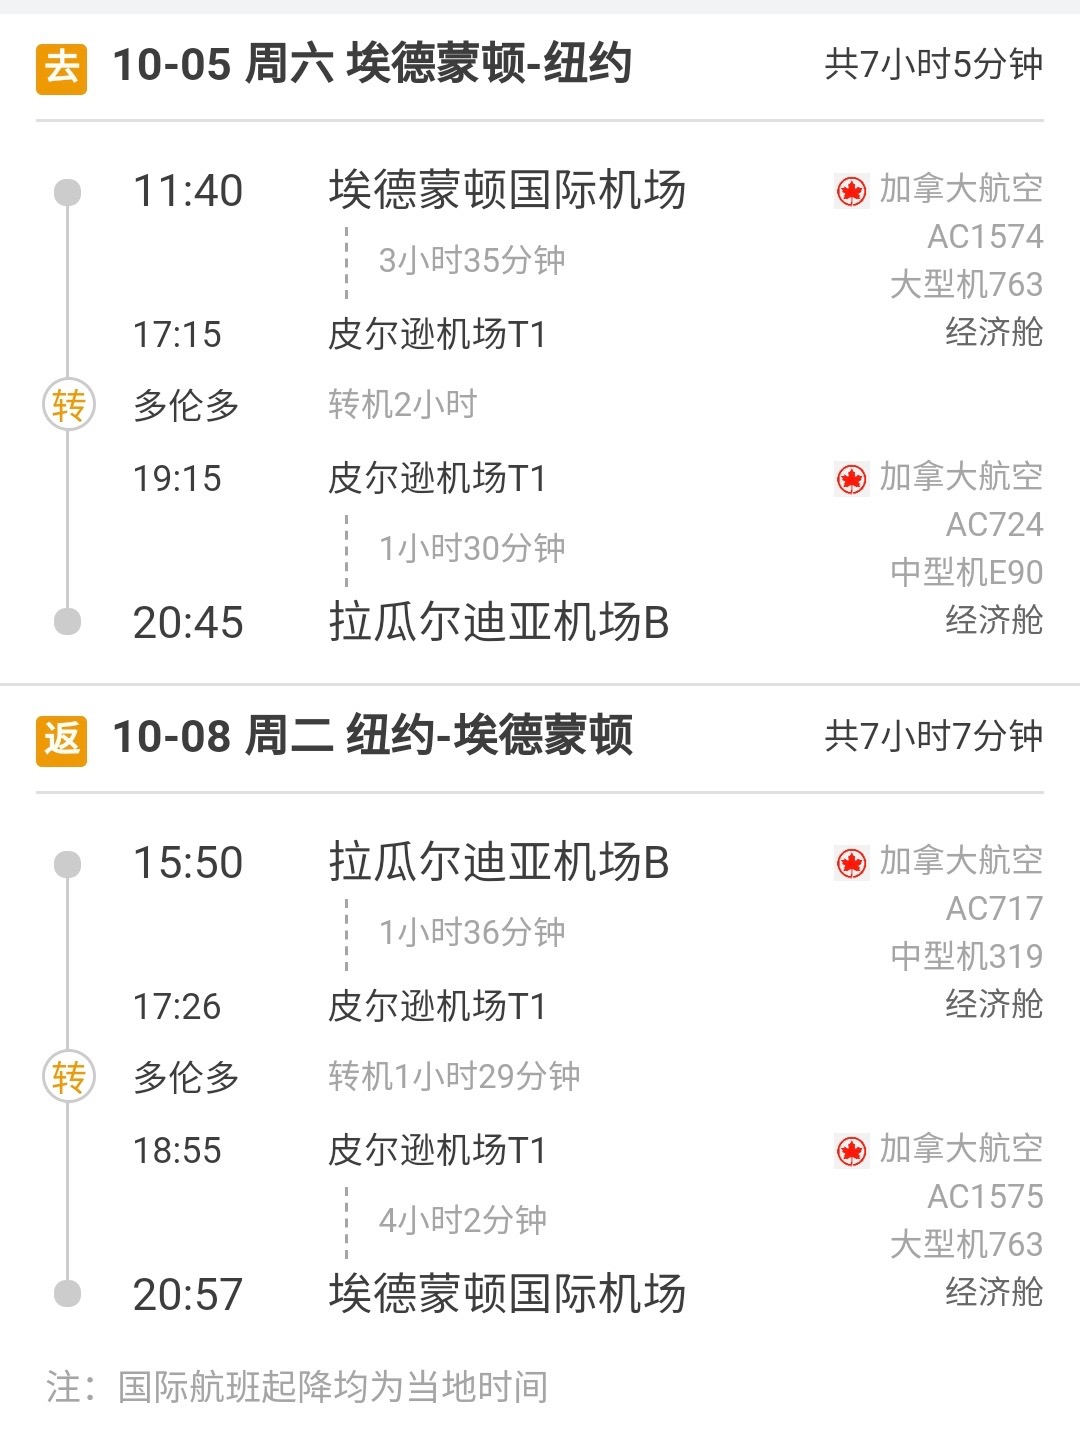 去 10-05 周六 埃德蒙顿-纽约 共7小时5分钟
11:40 埃德蒙顿国际机场 加拿大航空
AC1574
3小时35分钟
大型机763
17:15 皮尔逊机场T1 经济舱
转 多伦多 转机2小时
19:15 皮尔逊机场T1 加拿大航空
AC724
1小时30分钟
中型机E90
20:45 拉瓜尔迪亚机场B 经济舱
返 10-08 周二 纽约-埃德蒙顿 共7小时7分钟
15:50 拉瓜尔迪亚机场B 加拿大航空
AC717
1小时36分钟
中型机319
17:26 皮尔逊机场T1 经济舱
转 多伦多 转机1小时29分钟
18:55 皮尔逊机场T1 加拿大航空
AC1575
4小时2分钟
大型机763
20:57 埃德蒙顿国际机场 经济舱
注：国际航班起降均为当地时间